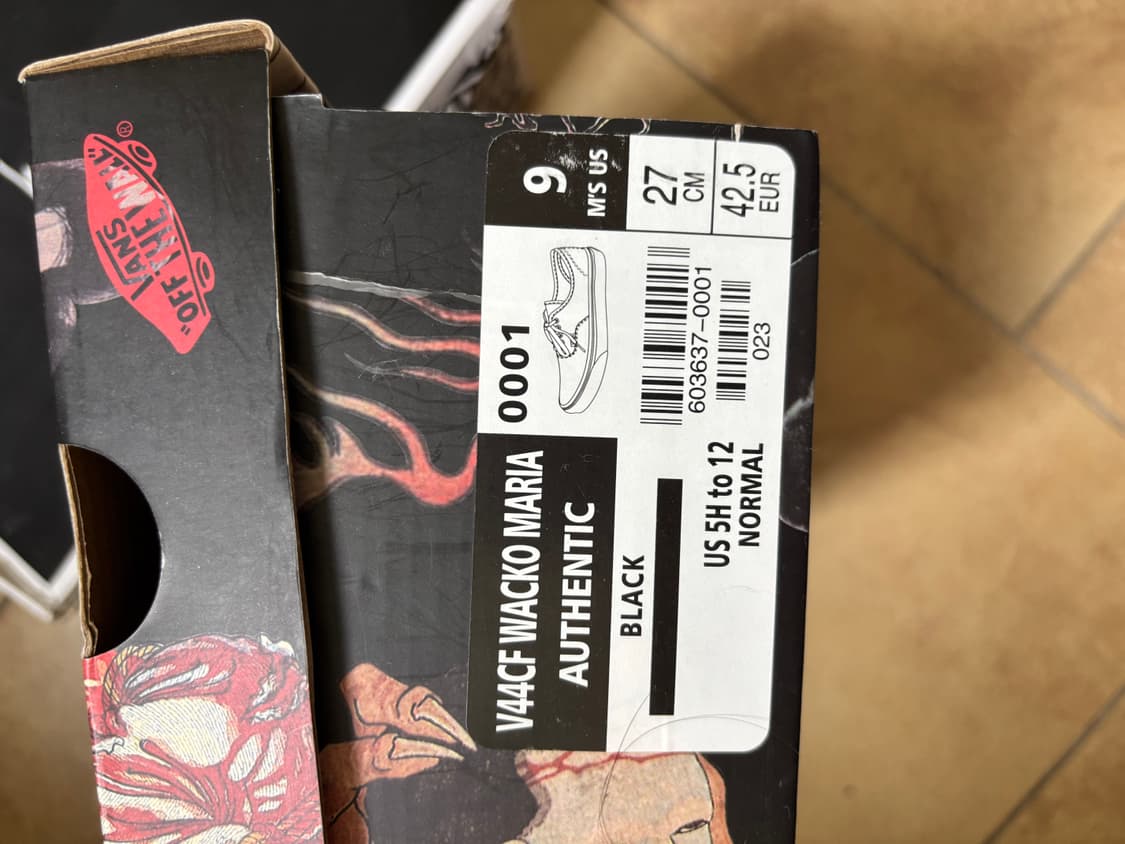 VANS
"OFF THE WALL"
®
V44CF WACKO MARIA
AUTHENTIC
0001
9
M'S US
27
CM
42.5
EUR
BLACK
603637-0001
US 5H to 12
NORMAL
023